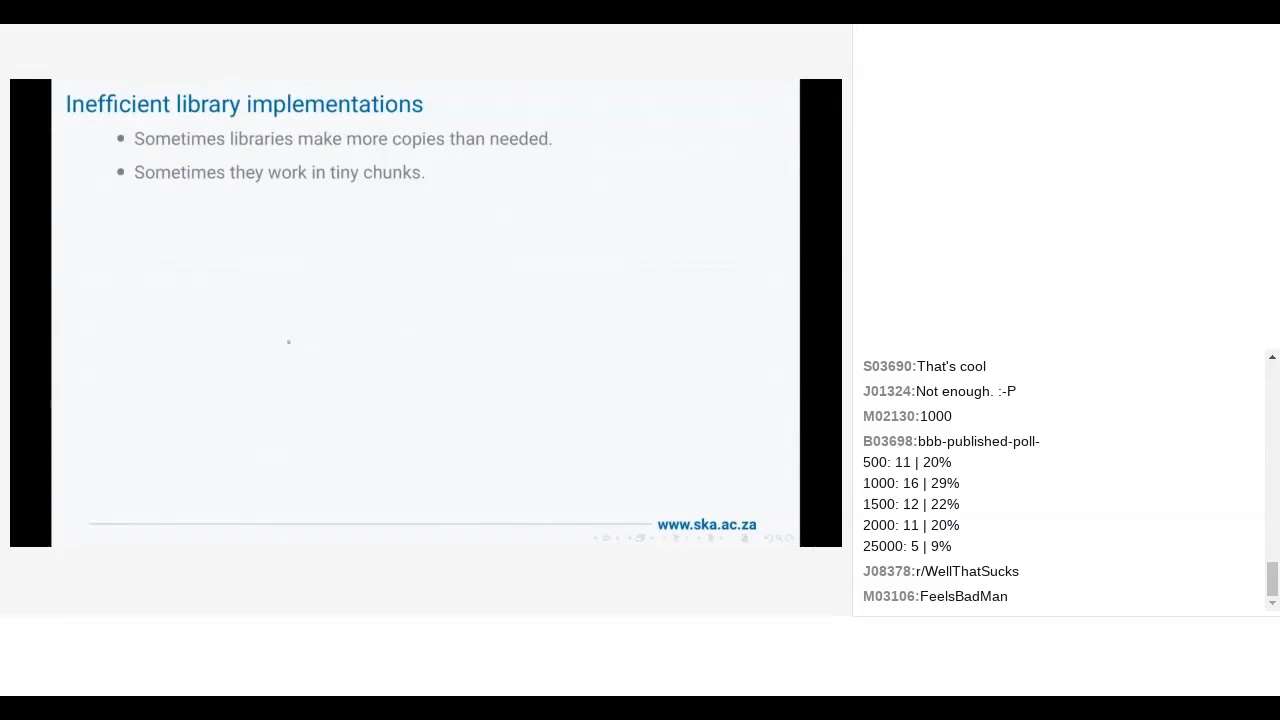 Inefficient library implementations
• Sometimes libraries make more copies than needed.
• Sometimes they work in tiny chunks.
www.ska.ac.za
S03690:That's cool
J01324:Not enough. :-P
M02130:1000
B03698:bbb-published-poll-
500: 11 | 20%
1000: 16 | 29%
1500: 12 | 22%
2000: 11 | 20%
25000: 5 | 9%
J08378:r/WellThatSucks
M03106:FeelsBadMan